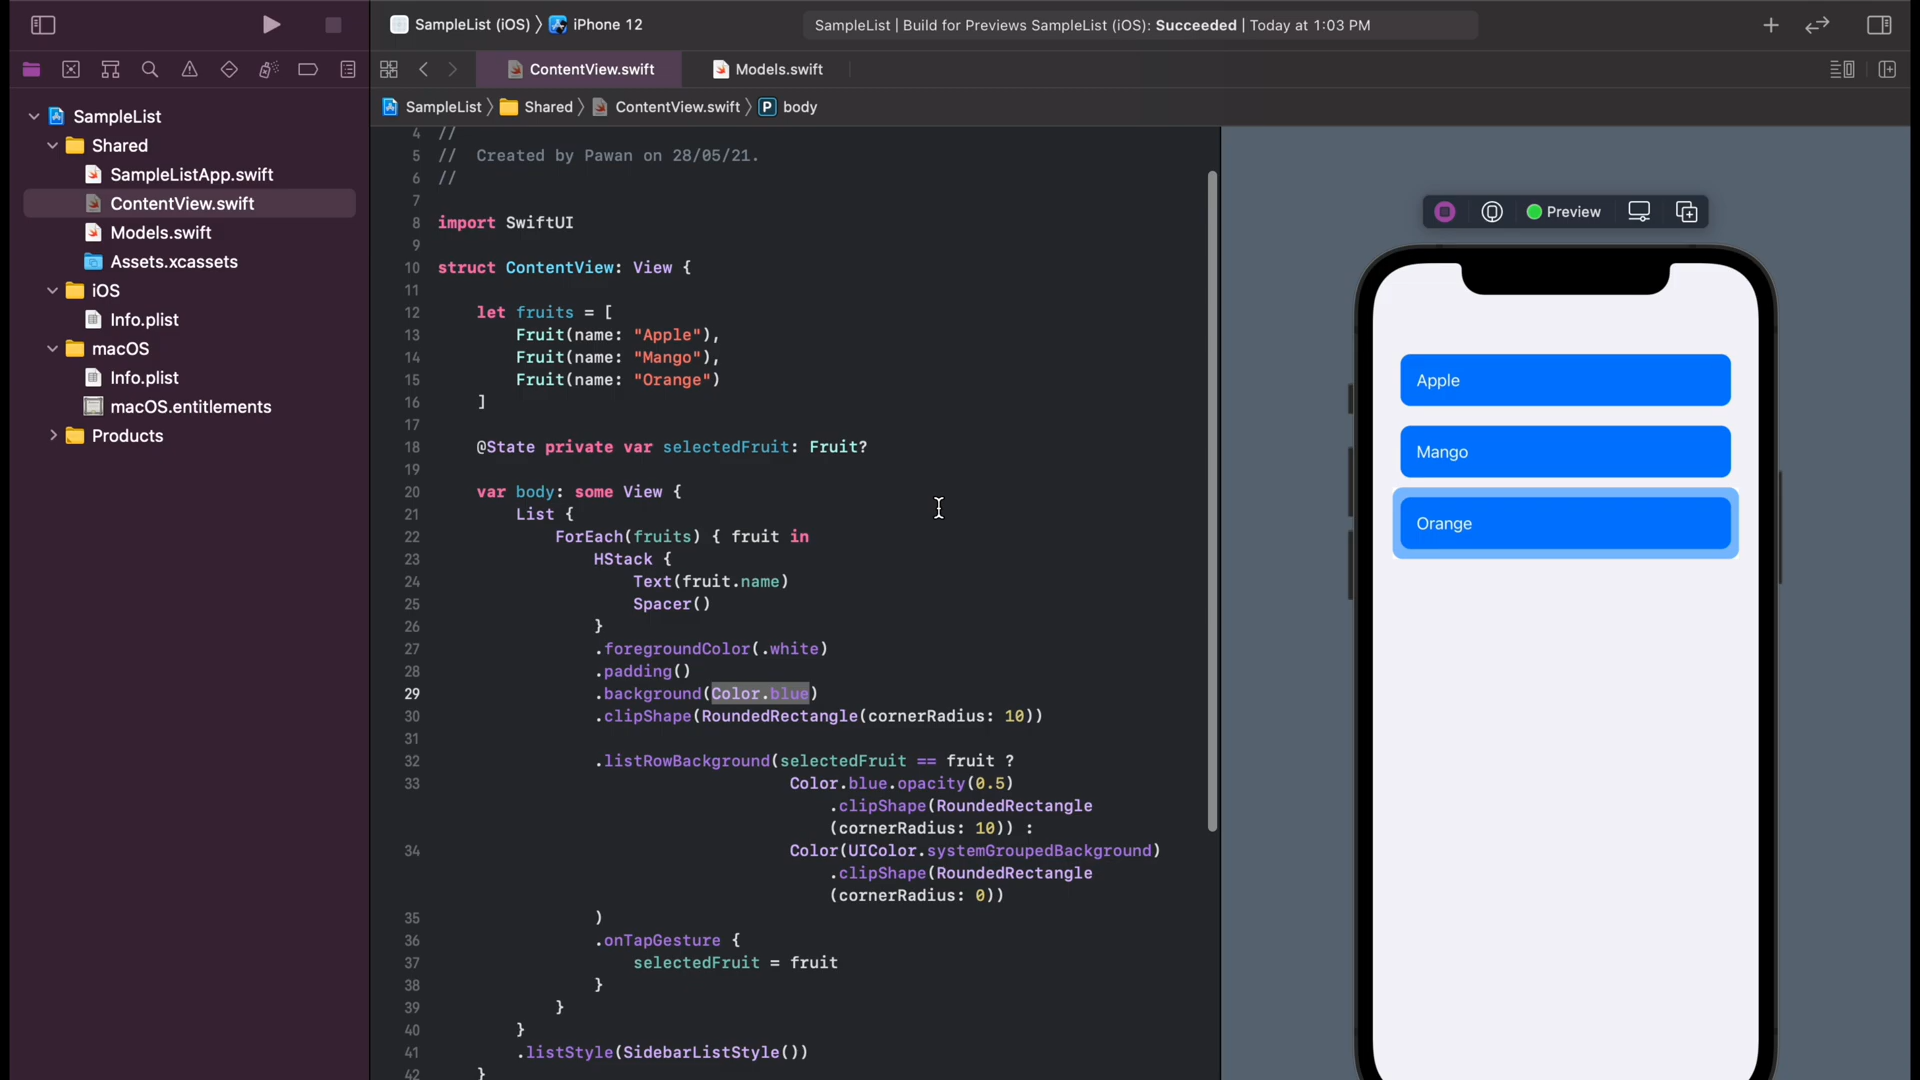 SampleList (iOS) 〉 iPhone 12
SampleList | Build for Previews SampleList (iOS): Succeeded | Today at 1:03 PM
ContentView.swift
Models.swift
SampleList 〉 Shared 〉 ContentView.swift 〉 P body
SampleList
Shared
SampleListApp.swift
ContentView.swift
Models.swift
Assets.xcassets
iOS
Info.plist
macOS
Info.plist
macOS.entitlements
Products
4 //
5 //  Created by Pawan on 28/05/21.
6 //
7
8 import SwiftUI
9
10 struct ContentView: View {
11
12     let fruits = [
13         Fruit(name: "Apple"),
14         Fruit(name: "Mango"),
15         Fruit(name: "Orange")
16     ]
17
18     @State private var selectedFruit: Fruit?
19
20     var body: some View {
21         List {
22             ForEach(fruits) { fruit in
23                 HStack {
24                     Text(fruit.name)
25                     Spacer()
26                 }
27                 .foregroundColor(.white)
28                 .padding()
29                 .background(Color.blue)
30                 .clipShape(RoundedRectangle(cornerRadius: 10))
31
32                 .listRowBackground(selectedFruit == fruit ?
33                                     Color.blue.opacity(0.5)
                                        .clipShape(RoundedRectangle
                                        (cornerRadius: 10)) :
34                                     Color(UIColor.systemGroupedBackground)
                                        .clipShape(RoundedRectangle
                                        (cornerRadius: 0))
35                 )
36                 .onTapGesture {
37                     selectedFruit = fruit
38                 }
39             }
40         }
41         .listStyle(SidebarListStyle())
42     }
Preview
Apple
Mango
Orange